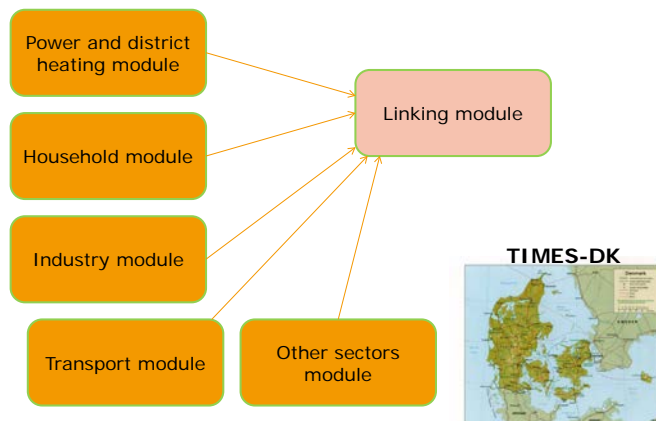 Power and district
heating module
Linking module
Household module
Industry module
Transport module
Other sectors
module
TIMES-DK
Denmark
SWEDEN